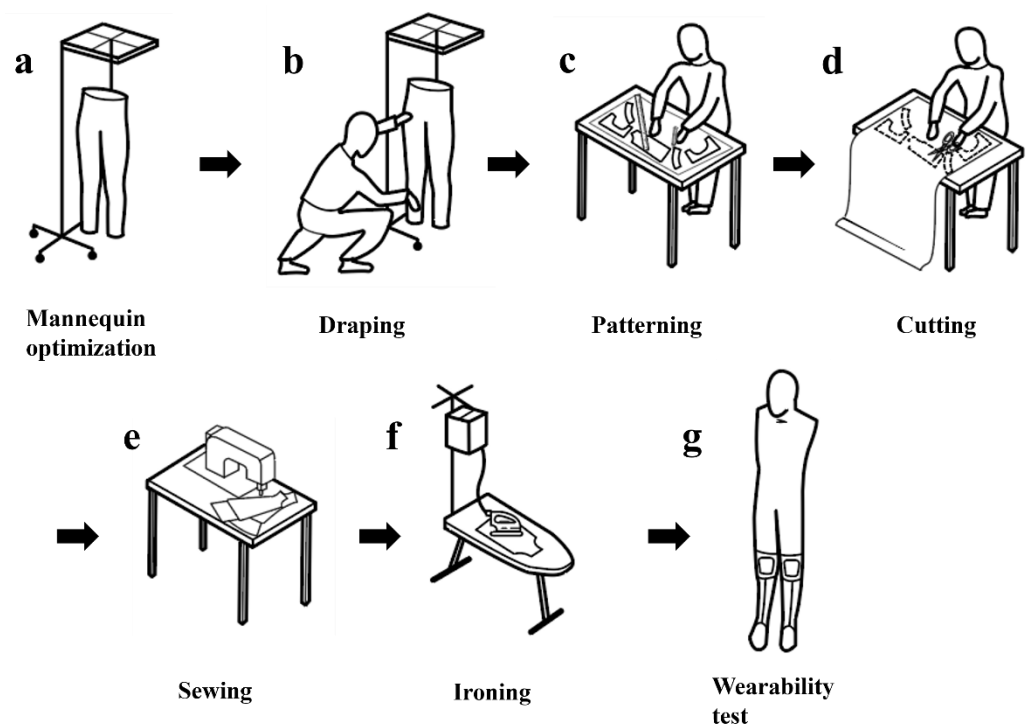 a
b
c
d
Mannequin
optimization
Draping
Patterning
Cutting
e
f
g
Sewing
Ironing
Wearability
test